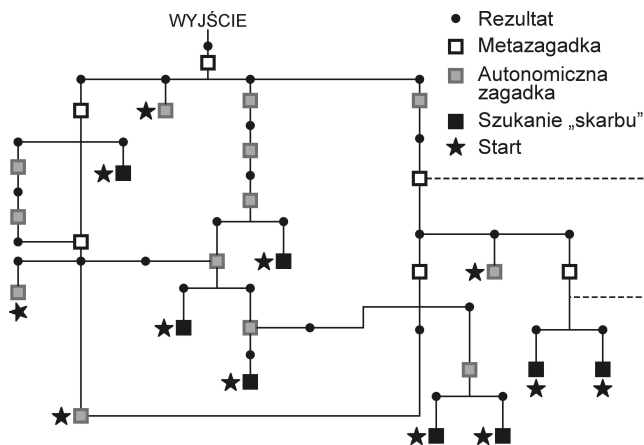 WYJŚCIE
Rezultat
Metazagadka
Autonomiczna
zagadka
Szukanie „skarbu”
Start